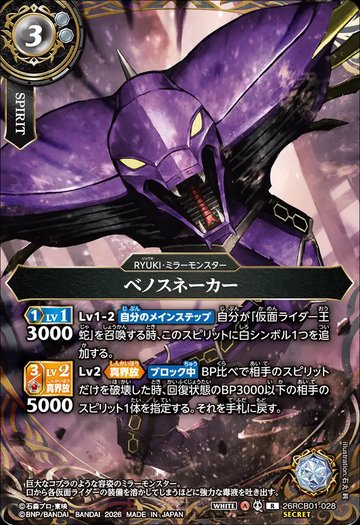 3
SPIRIT
RYUKI・ミラーモンスター
ベノスネーカー
1 LV1 3000
Lv1-2 自分のメインステップ 自分が「仮面ライダー王
蛇」を召喚する時、このスピリットに白シンボル1つを追
加する。
3 LV2 真界放 5000
Lv2 真界放 ブロック中 BP比べで相手のスピリット
だけを破壊した時、回復状態のBP3000以下の相手の
スピリット1体を指定する。それを手札に戻す。
巨大なコブラのような容姿のミラーモンスター。
口から各仮面ライダーの装備を溶かしてしまうほどに強力な毒液を吐き出す。
©石森プロ・東映
©BNP/BANDAI BANDAI 2026 MADE IN JAPAN
WHITE A R 26RCB01-028
SECRET